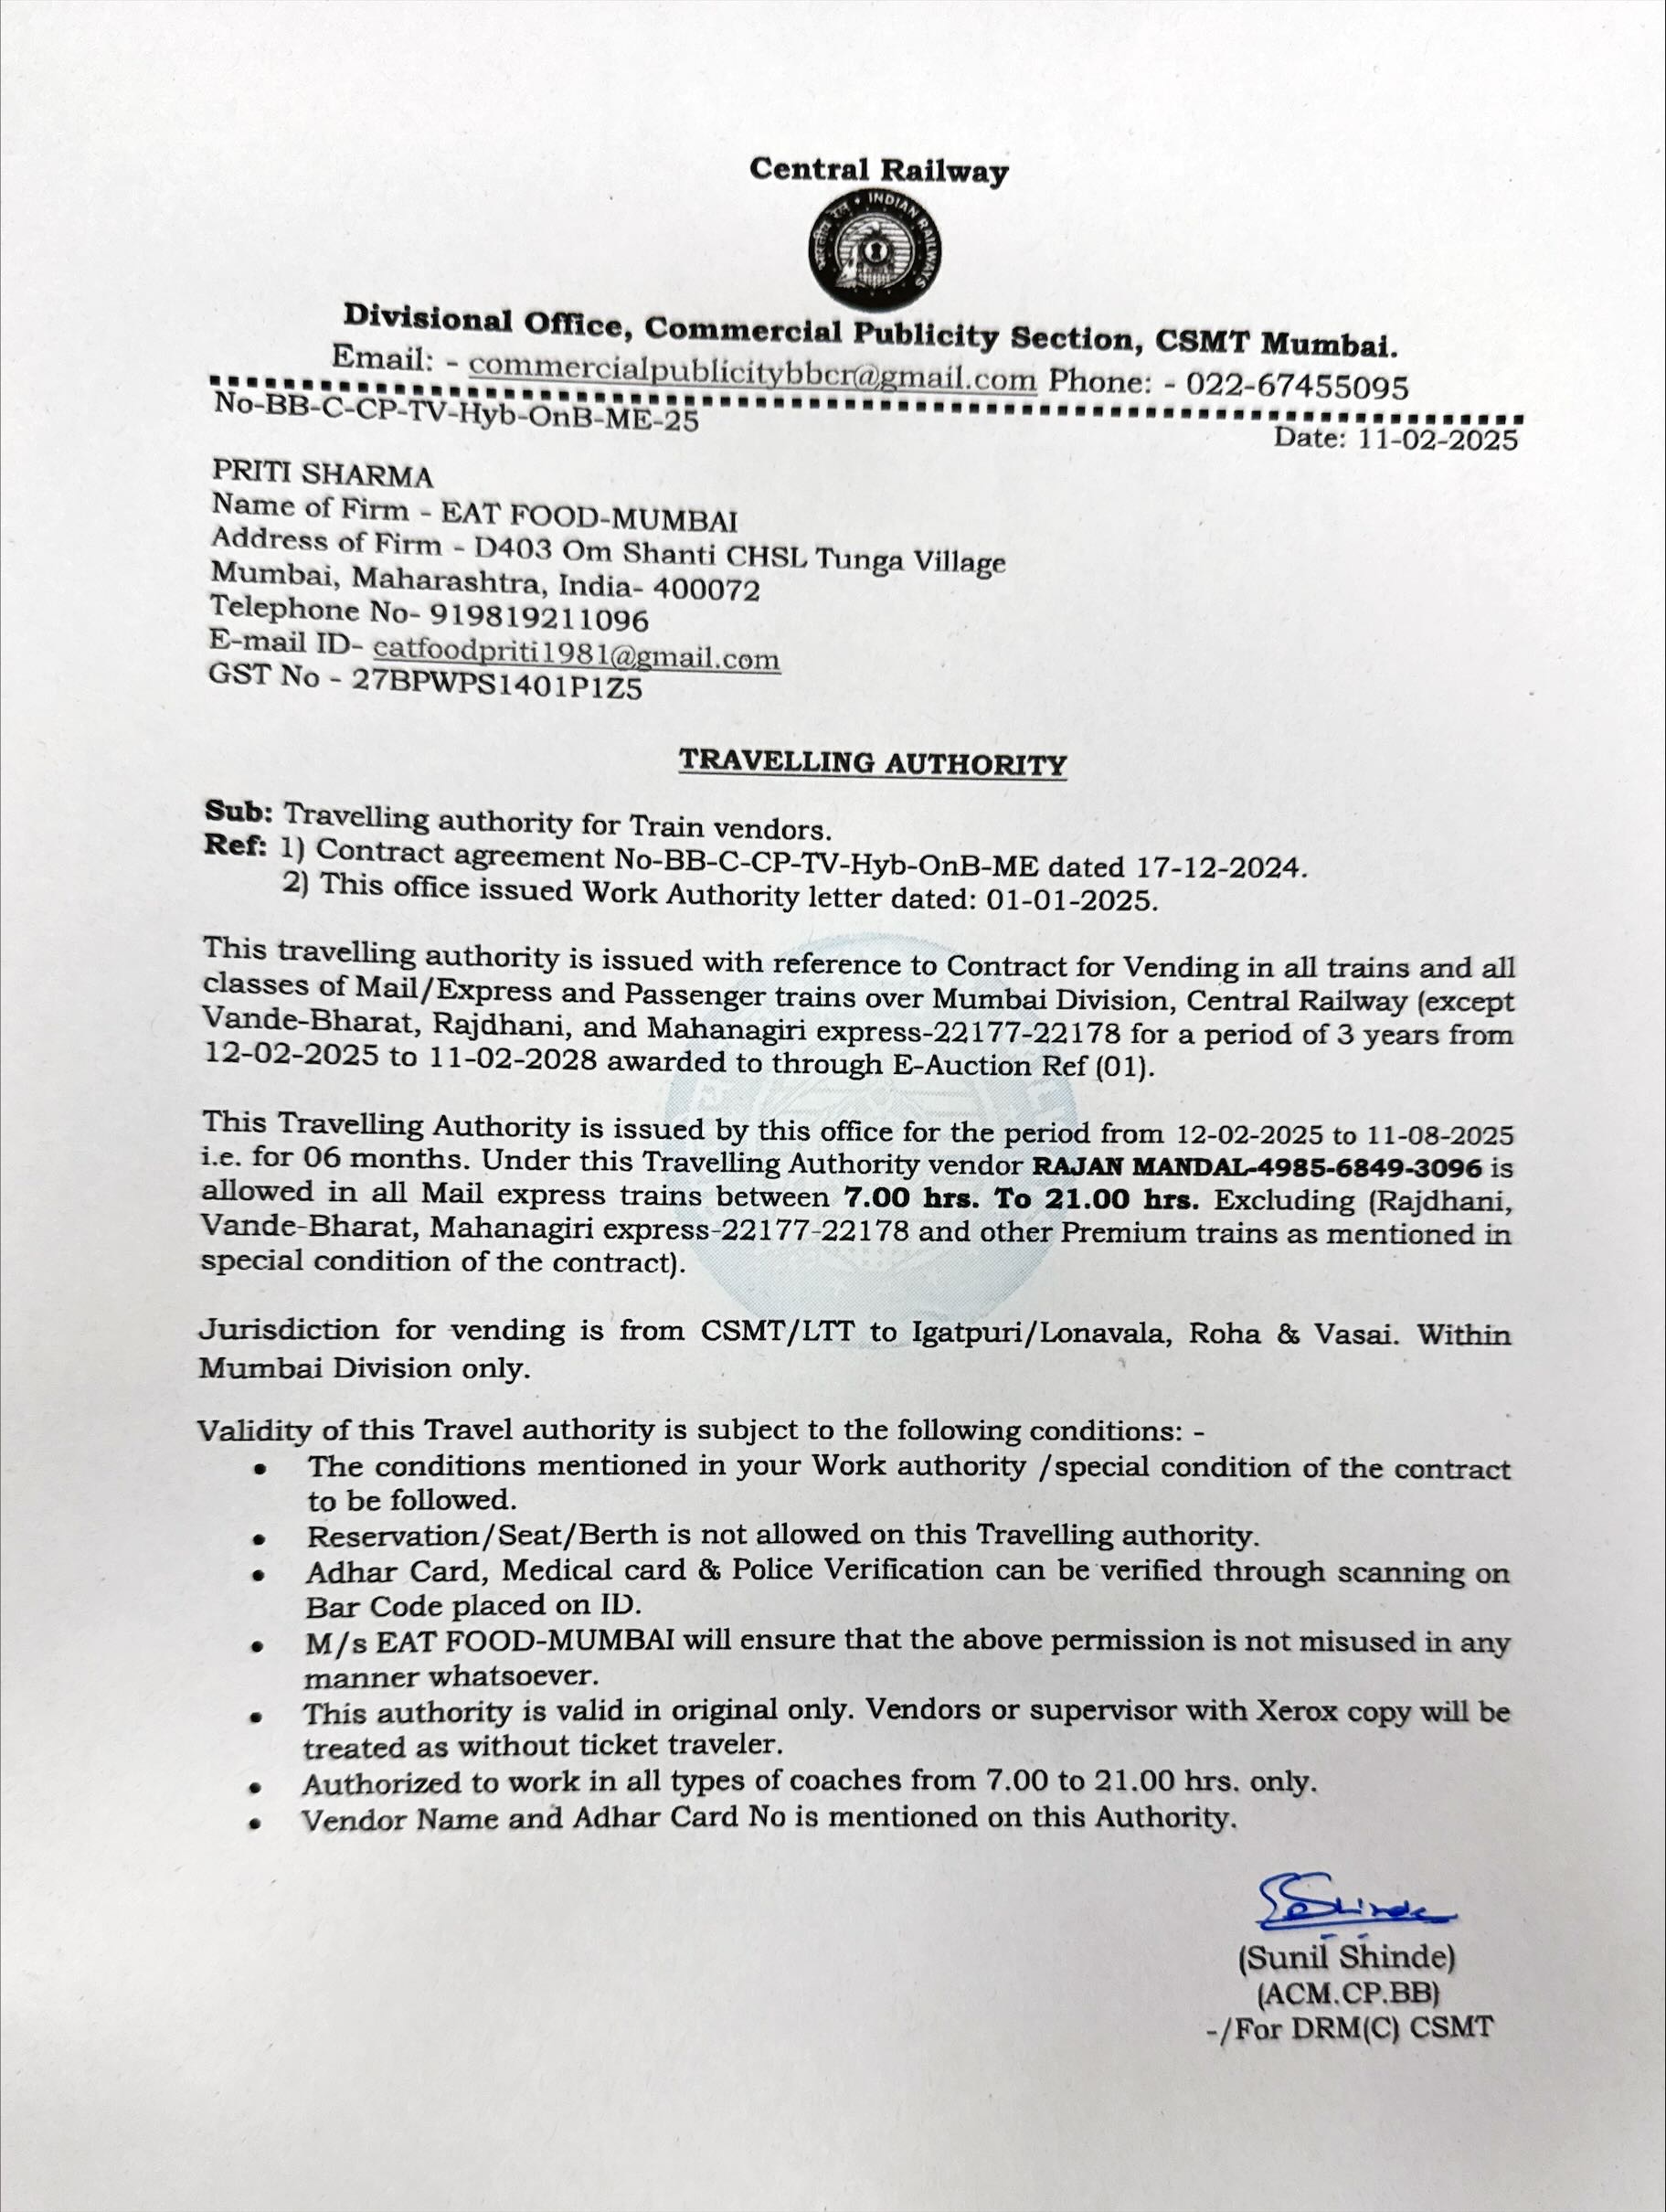 Central Railway
भारतीय रेल • INDIAN RAILWAYS
Divisional Office, Commercial Publicity Section, CSMT Mumbai.
Email: - commercialpublicitybbcr@gmail.com Phone: - 022-67455095
No-BB-C-CP-TV-Hyb-OnB-ME-25
Date: 11-02-2025
PRITI SHARMA
Name of Firm - EAT FOOD-MUMBAI
Address of Firm - D403 Om Shanti CHSL Tunga Village
Mumbai, Maharashtra, India- 400072
Telephone No- 919819211096
E-mail ID- eatfoodpriti1981@gmail.com
GST No - 27BPWPS1401P1Z5
TRAVELLING AUTHORITY
Sub: Travelling authority for Train vendors.
Ref: 1) Contract agreement No-BB-C-CP-TV-Hyb-OnB-ME dated 17-12-2024.
2) This office issued Work Authority letter dated: 01-01-2025.
This travelling authority is issued with reference to Contract for Vending in all trains and all
classes of Mail/Express and Passenger trains over Mumbai Division, Central Railway (except
Vande-Bharat, Rajdhani, and Mahanagiri express-22177-22178 for a period of 3 years from
12-02-2025 to 11-02-2028 awarded to through E-Auction Ref (01).
This Travelling Authority is issued by this office for the period from 12-02-2025 to 11-08-2025
i.e. for 06 months. Under this Travelling Authority vendor RAJAN MANDAL-4985-6849-3096 is
allowed in all Mail express trains between 7.00 hrs. To 21.00 hrs. Excluding (Rajdhani,
Vande-Bharat, Mahanagiri express-22177-22178 and other Premium trains as mentioned in
special condition of the contract).
Jurisdiction for vending is from CSMT/LTT to Igatpuri/Lonavala, Roha & Vasai. Within
Mumbai Division only.
Validity of this Travel authority is subject to the following conditions: -
• The conditions mentioned in your Work authority /special condition of the contract
to be followed.
• Reservation/Seat/Berth is not allowed on this Travelling authority.
• Adhar Card, Medical card & Police Verification can be verified through scanning on
Bar Code placed on ID.
• M/s EAT FOOD-MUMBAI will ensure that the above permission is not misused in any
manner whatsoever.
• This authority is valid in original only. Vendors or supervisor with Xerox copy will be
treated as without ticket traveler.
• Authorized to work in all types of coaches from 7.00 to 21.00 hrs. only.
• Vendor Name and Adhar Card No is mentioned on this Authority.
SShinde
(Sunil Shinde)
(ACM.CP.BB)
-/For DRM(C) CSMT